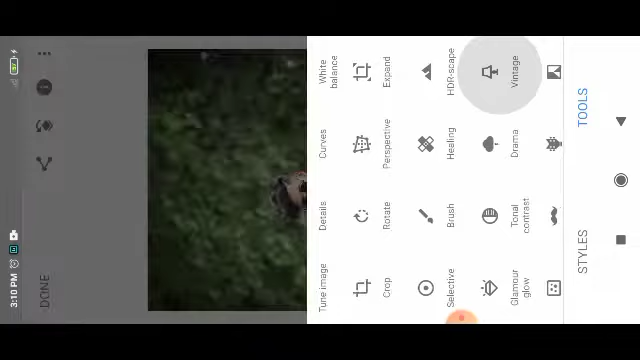 3:10 PM
DONE
Tune image
Details
Curves
White balance
Crop
Rotate
Perspective
Expand
Selective
Brush
Healing
HDR-scape
Glamour glow
Tonal contrast
Drama
Vintage
STYLES
TOOLS